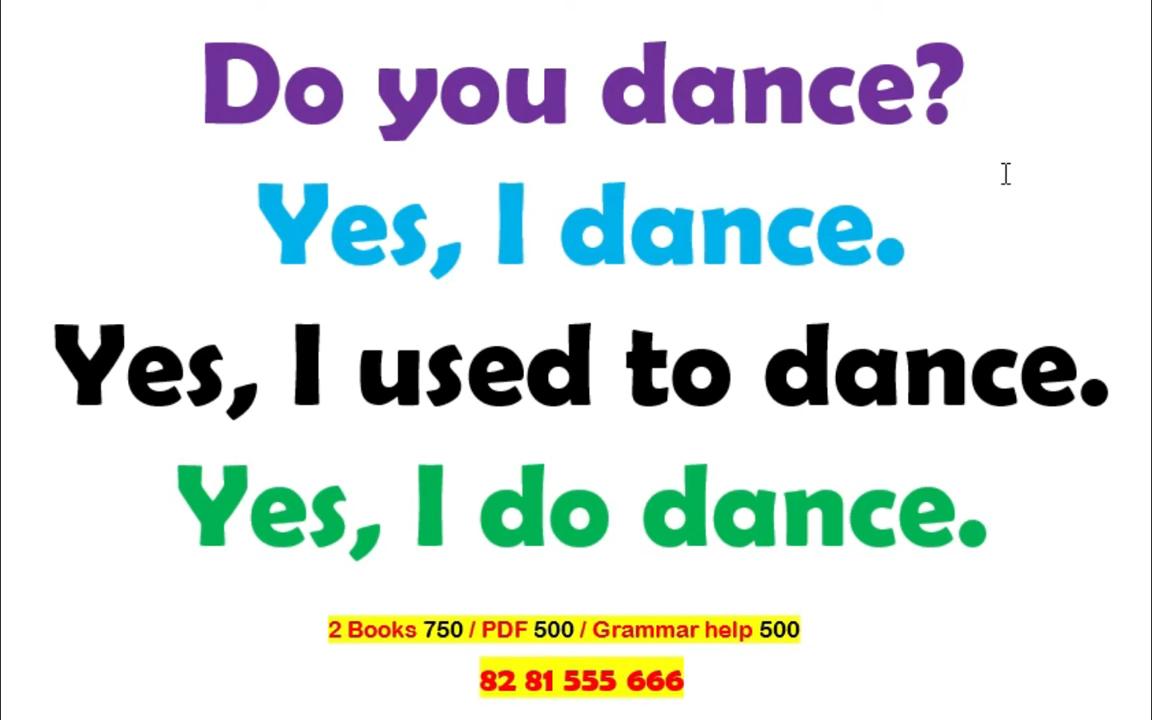 Do you dance?
Yes, I dance.
Yes, I used to dance.
Yes, I do dance.
2 Books 750 / PDF 500 / Grammar help 500
82 81 555 666